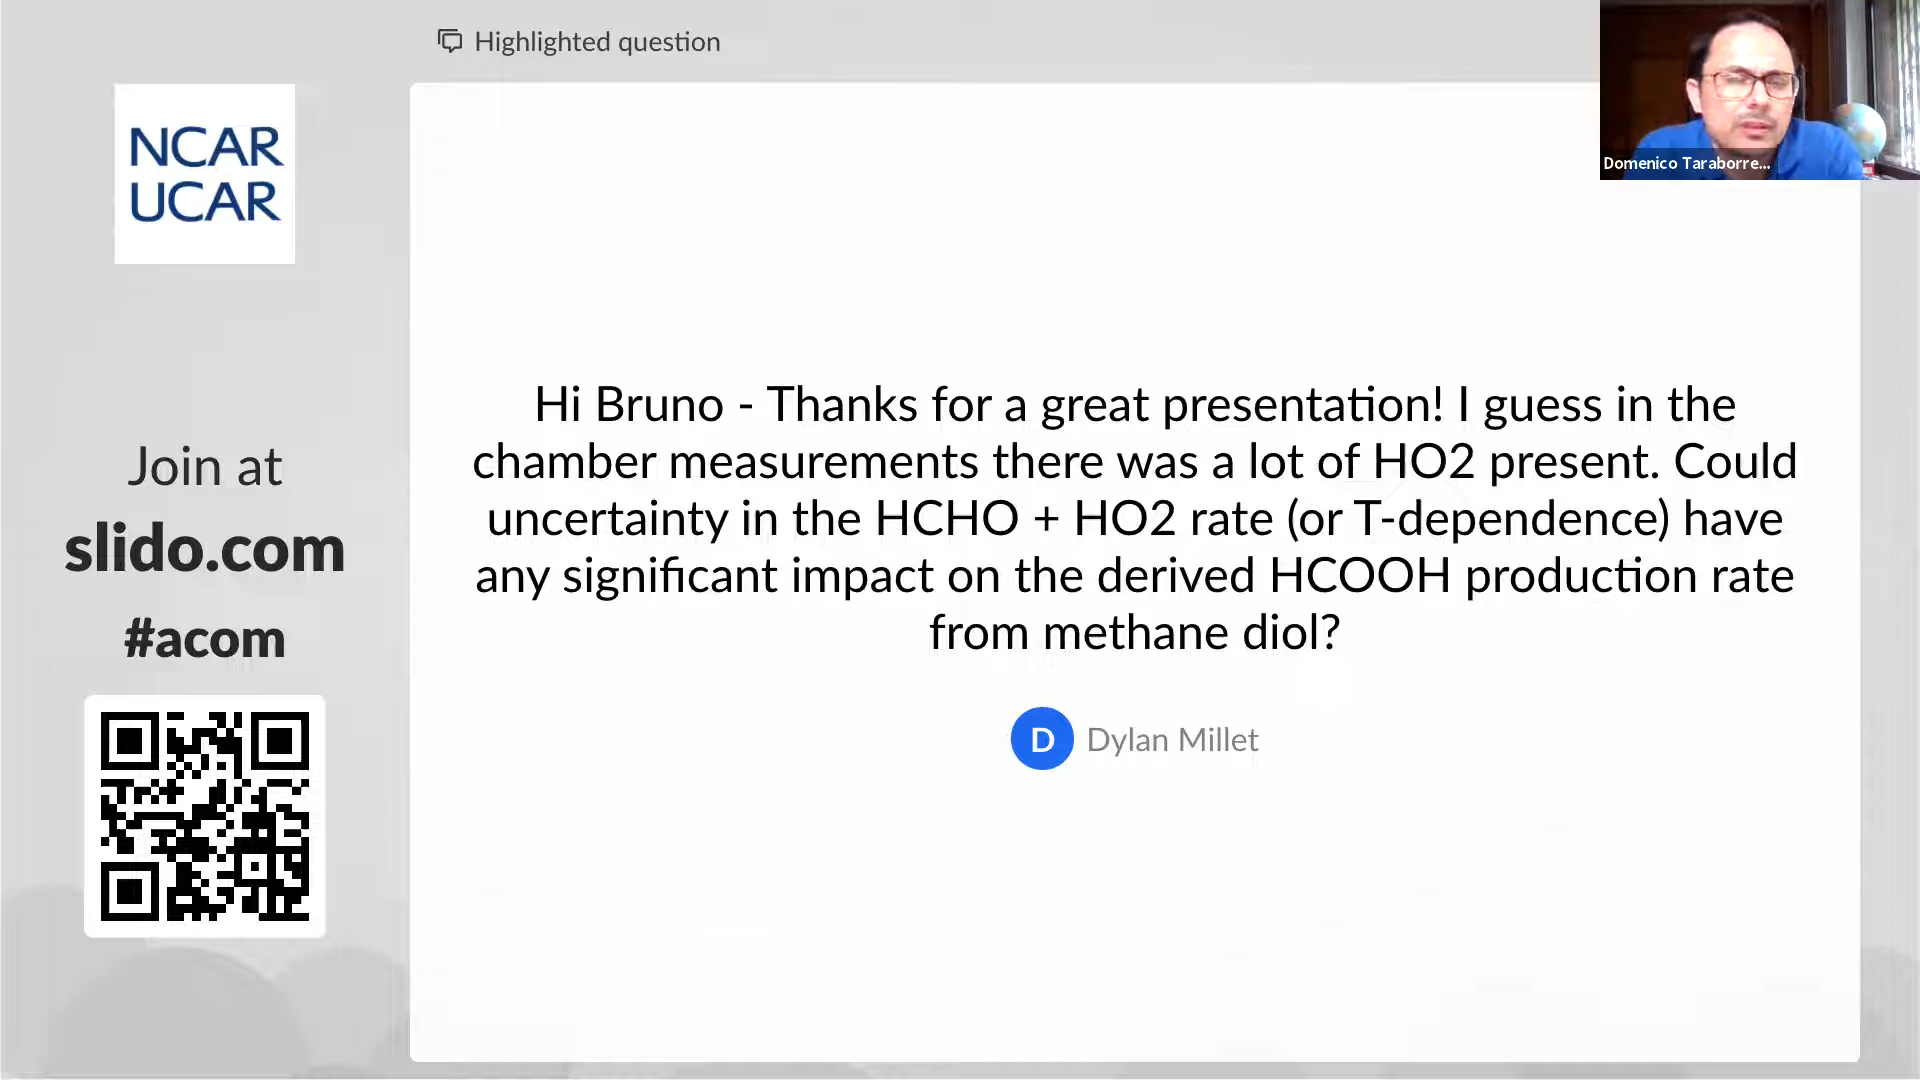 Highlighted question
NCAR
UCAR
Join at
slido.com
#acom
Hi Bruno - Thanks for a great presentation! I guess in the
chamber measurements there was a lot of HO2 present. Could
uncertainty in the HCHO + HO2 rate (or T-dependence) have
any significant impact on the derived HCOOH production rate
from methane diol?
D Dylan Millet
Domenico Taraborre...